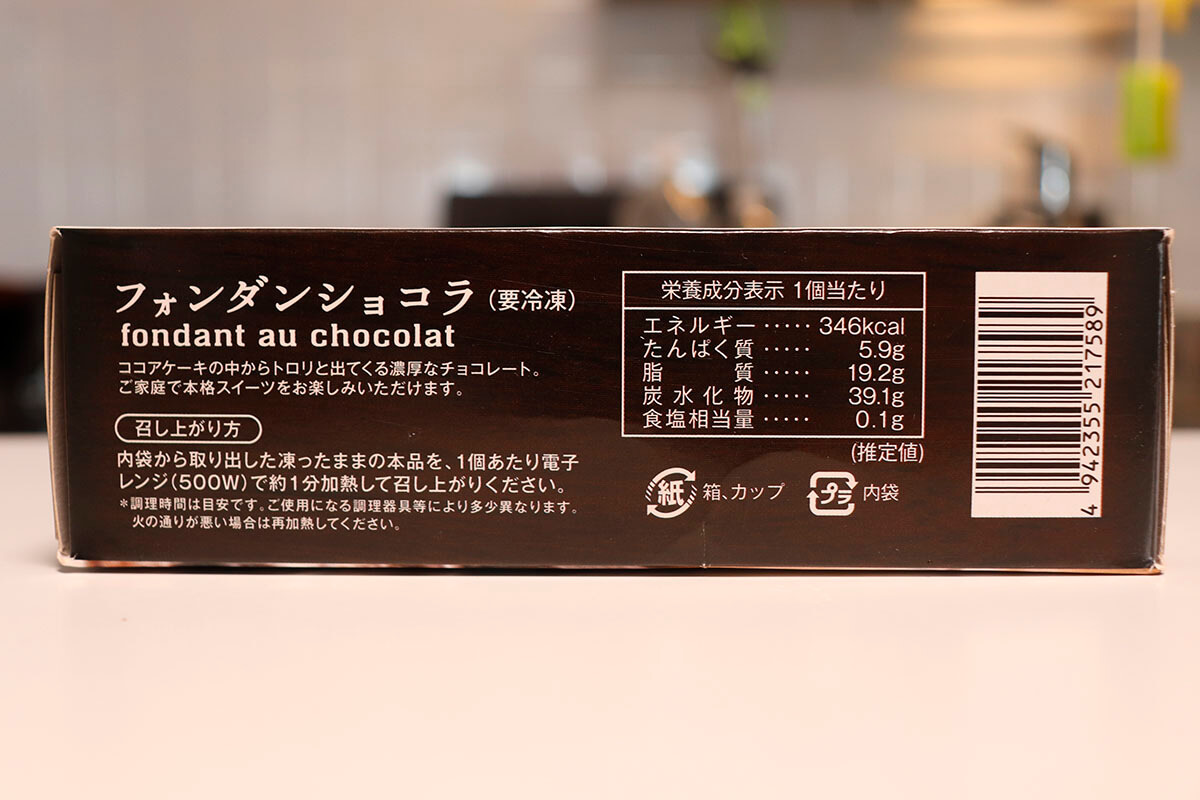 フォンダンショコラ（要冷凍）
fondant au chocolat
ココアケーキの中からトロリと出てくる濃厚なチョコレート。
ご家庭で本格スイーツをお楽しみいただけます。
召し上がり方
内袋から取り出した凍ったままの本品を、1個あたり電子
レンジ（500W）で約1分加熱して召し上がりください。
＊調理時間は目安です。ご使用になる調理器具等により多少異なります。
火の通りが悪い場合は再加熱してください。
栄養成分表示 1個当たり
エネルギー ····· 346kcal
たんぱく質 ····· 5.9g
脂質 ····· 19.2g
炭水化物 ····· 39.1g
食塩相当量 ····· 0.1g
(推定値)
紙 箱、カップ
プラ 内袋
4 942355 217589